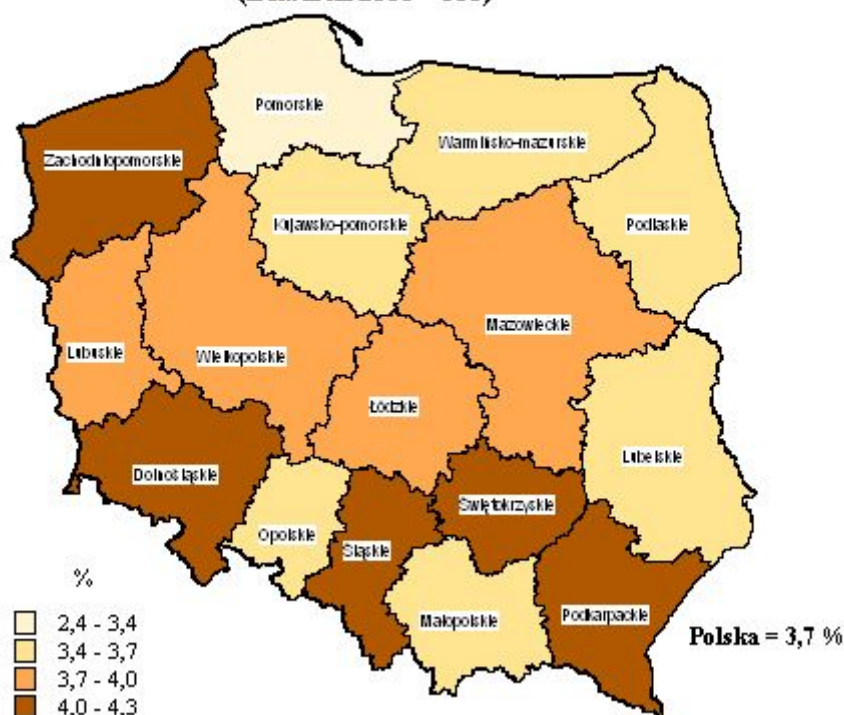 Pomorskie
Warmińsko-mazurskie
Zachodniopomorskie
Kujawsko-pomorskie
Podlaskie
Mazowieckie
Lubuskie
Wielkopolskie
Łódzkie
Lubelskie
Dolnośląskie
Świętokrzyskie
Opolskie
Śląskie
Podkarpackie
Małopolskie
Polska = 3,7 %
%
2,4 - 3,4
3,4 - 3,7
3,7 - 4,0
4,0 - 4,3